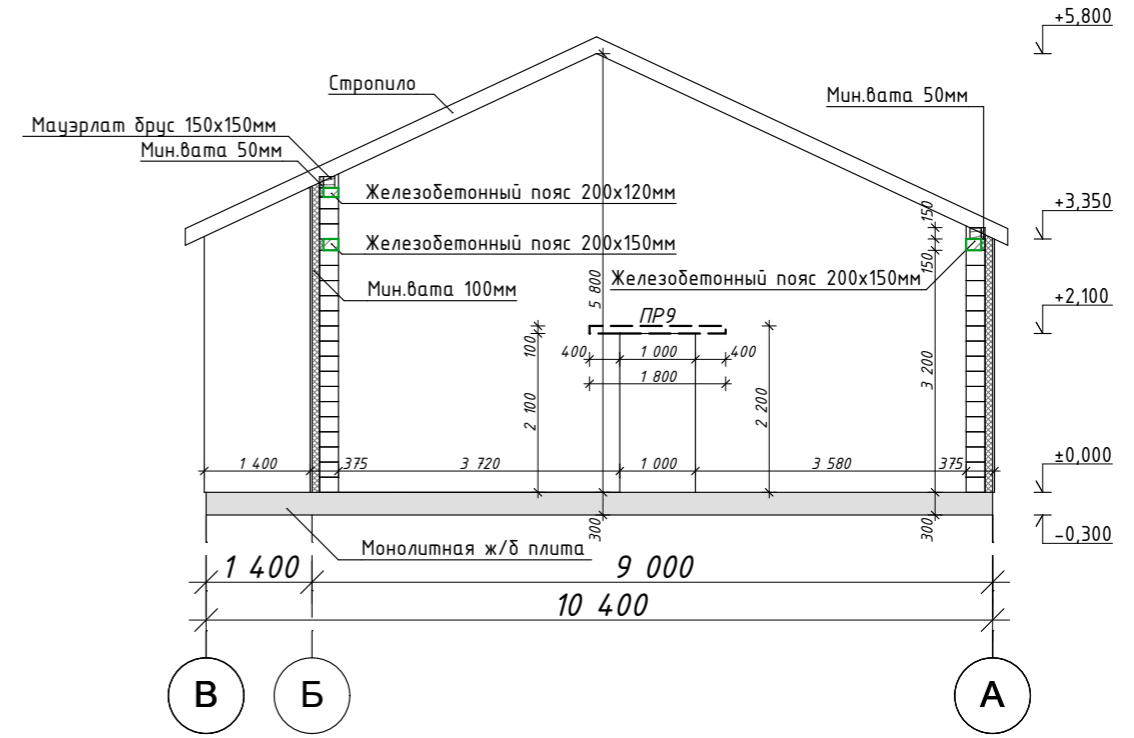 +5,800
Стропило
Мин.вата 50мм
Мауэрлат брус 150х150мм
Мин.вата 50мм
Железобетонный пояс 200х120мм
+3,350
150
Железобетонный пояс 200х150мм
150
Железобетонный пояс 200х150мм
Мин.вата 100мм
5 800
+2,100
ПР9
100
400
1 000
400
1 800
3 200
2 100
2 200
1 400
375
3 720
1 000
3 580
375
±0,000
300
300
-0,300
Монолитная ж/б плита
1 400
9 000
10 400
В
Б
А